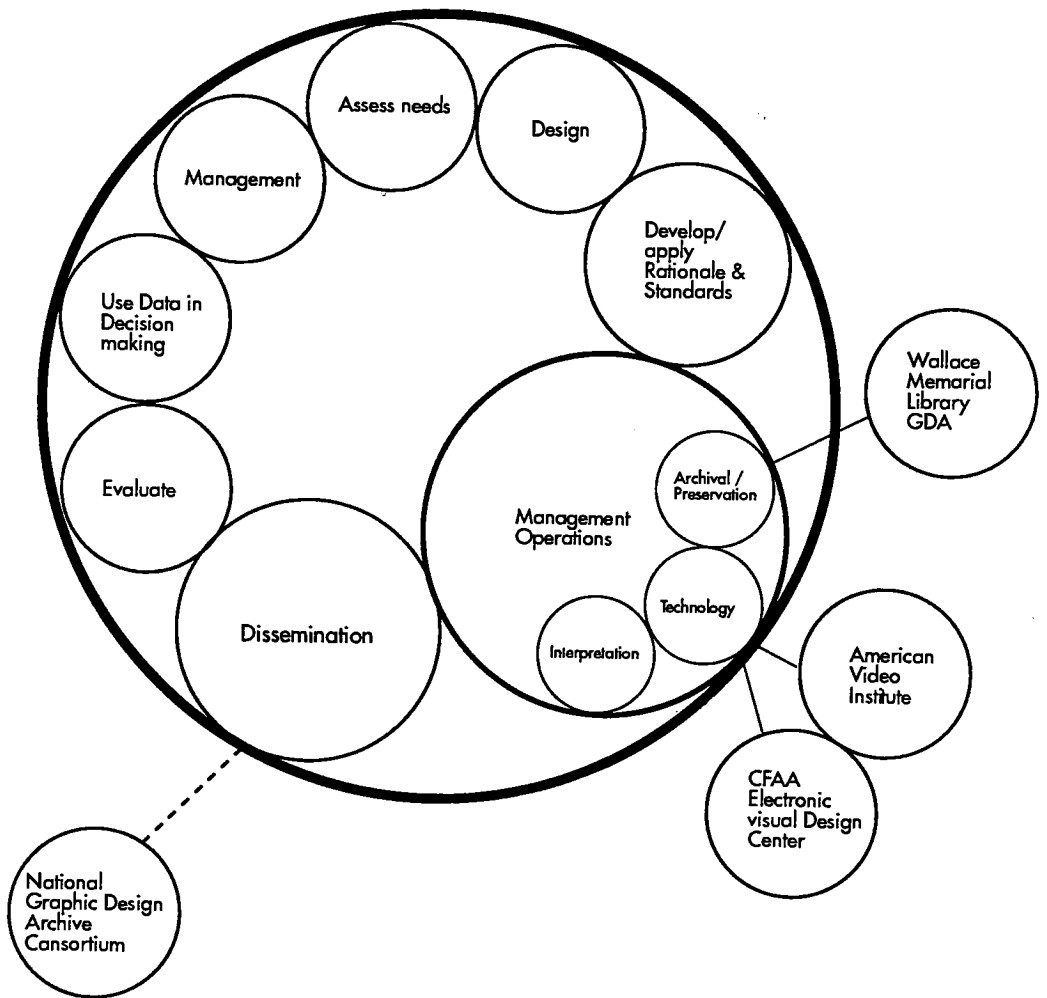 Assess needs
Design
Management
Develop/
apply
Rationale &
Standards
Use Data in
Decision
making
Wallace
Memarial
Library
GDA
Evaluate
Archival /
Preservation
Management
Operations
Technology
Interpretation
Dissemination
American
Video
Institute
CFAA
Electronic
visual Design
Center
National
Graphic Design
Archive
Cansortium